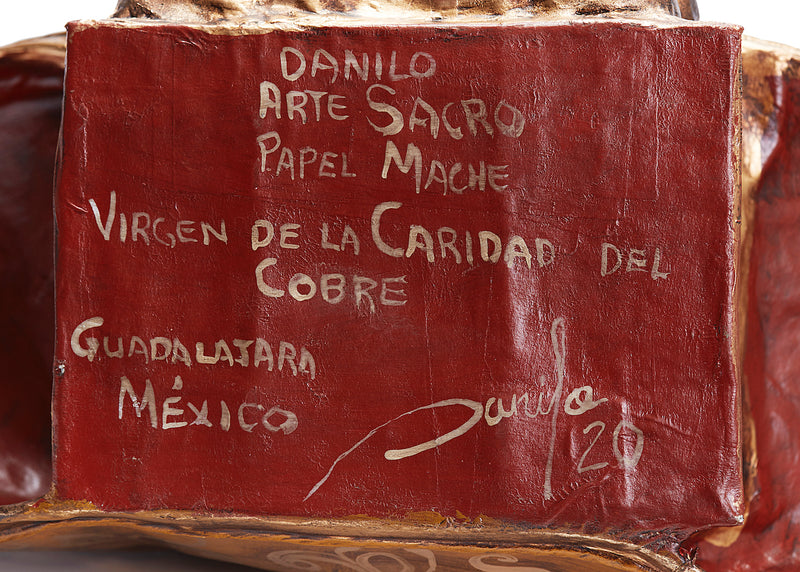 DANILO
ARTE SACRO
PAPEL MACHE
VIRGEN DE LA CARIDAD DEL
COBRE
GUADALAJARA
MÉXICO
Danilo
20